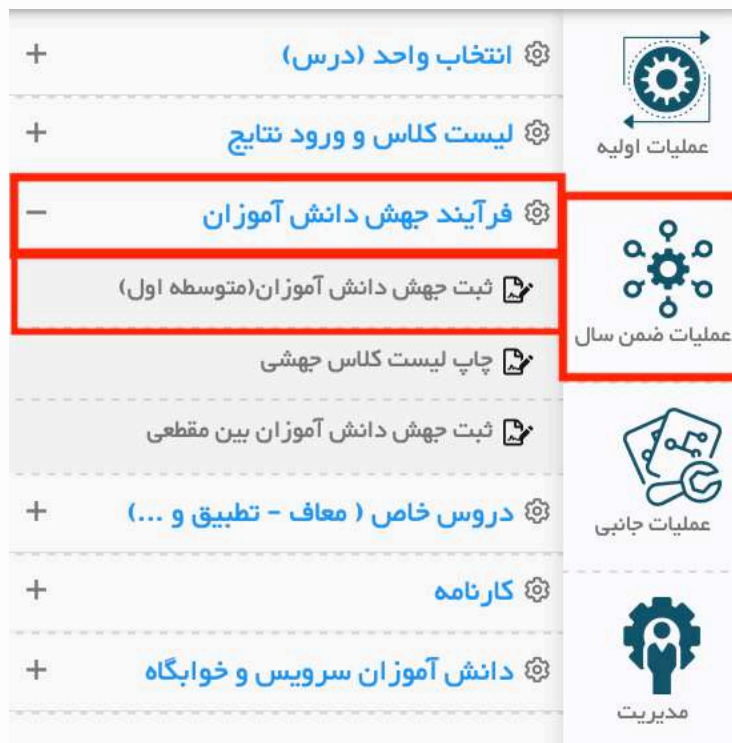 عملیات اولیه
عملیات ضمن سال
عملیات جانبی
مدیریت
انتخاب واحد (درس)
لیست کلاس و ورود نتایج
فرآیند جهش دانش آموزان
ثبت جهش دانش آموزان(متوسطه اول)
چاپ لیست کلاس جهشی
ثبت جهش دانش آموزان بین مقطعی
دروس خاص ( معاف - تطبیق و ...)
کارنامه
دانش آموزان سرویس و خوابگاه